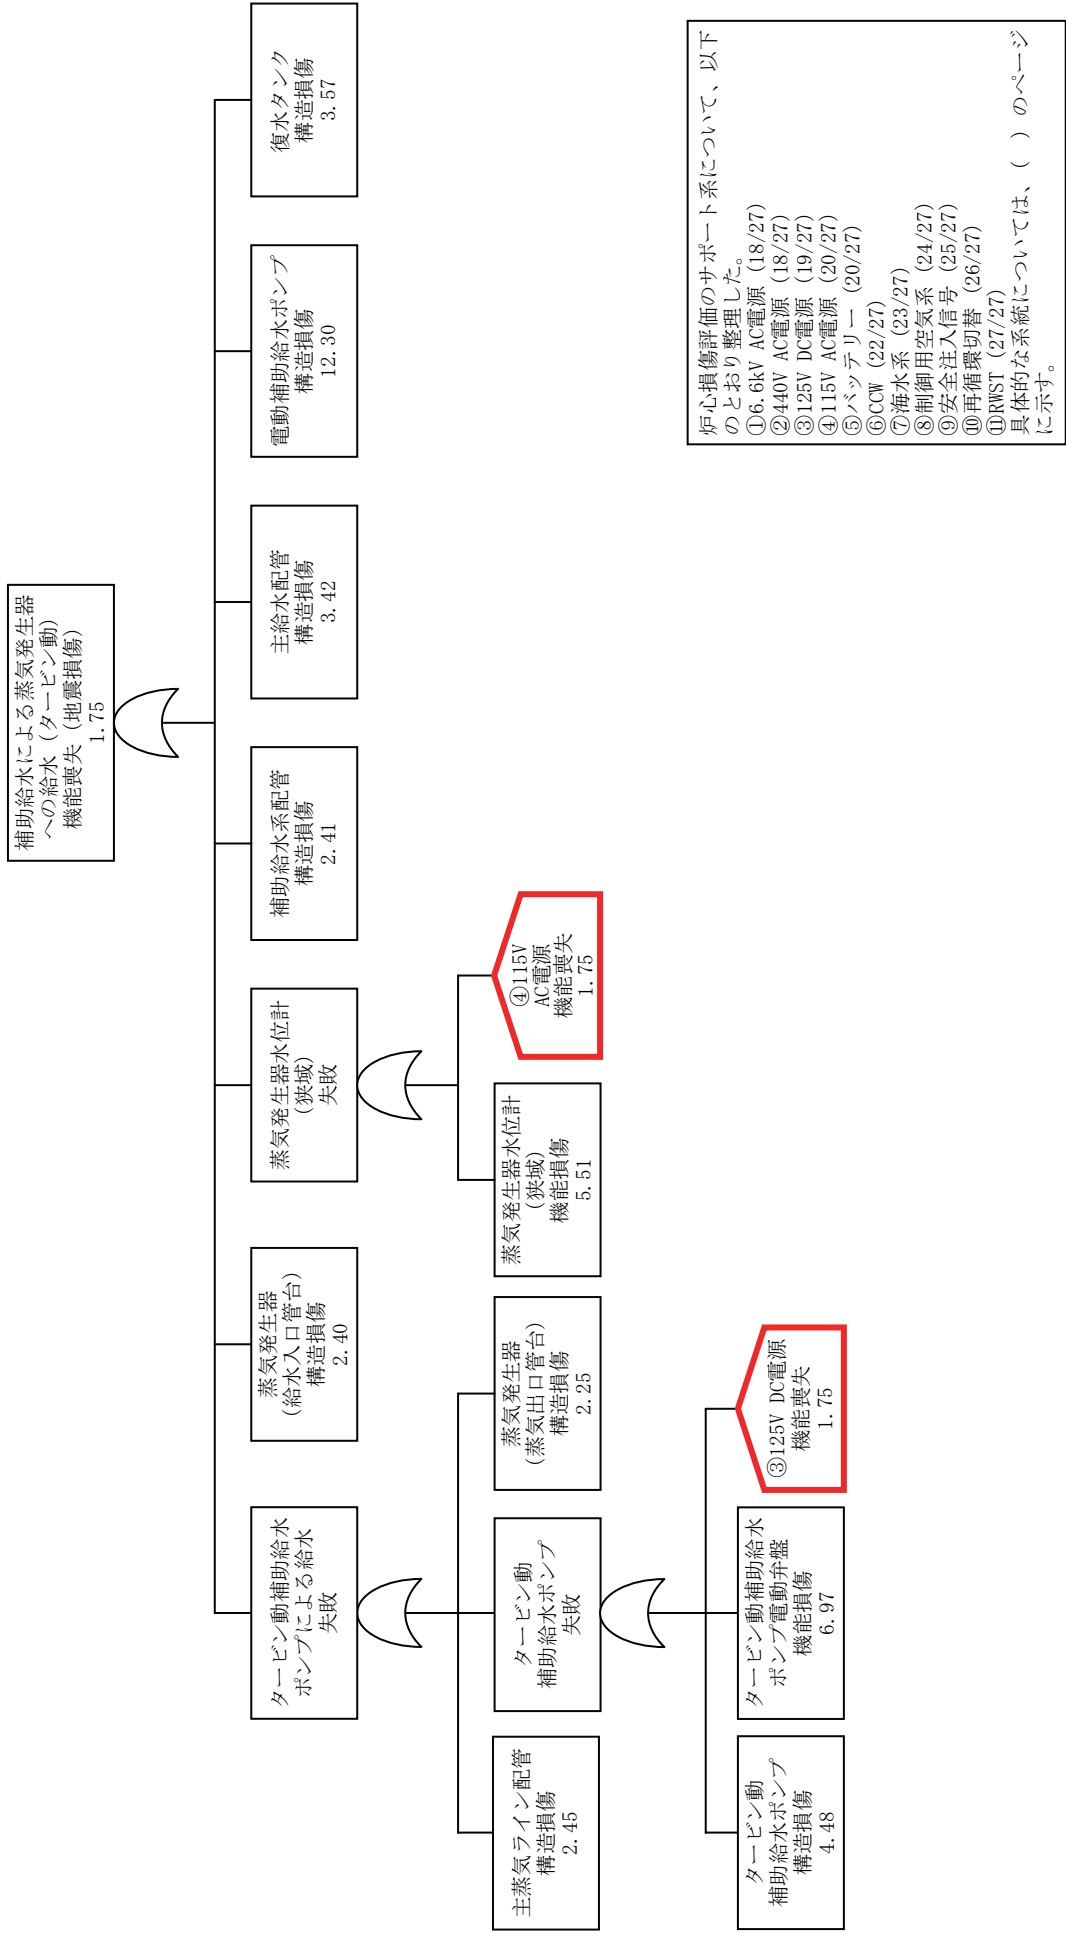 補助給水による蒸気発生器
への給水（タービン動）
機能喪失（地震損傷）
1.75
タービン動補助給水
ポンプによる給水
失敗
蒸気発生器
(給水入口管台)
構造損傷
2.40
蒸気発生器水位計
(狭域)
失敗
補助給水系配管
構造損傷
2.41
主給水配管
構造損傷
3.42
電動補助給水ポンプ
構造損傷
12.30
復水タンク
構造損傷
3.57
主蒸気ライン配管
構造損傷
2.45
タービン動
補助給水ポンプ
失敗
蒸気発生器
(蒸気出口管台)
構造損傷
2.25
蒸気発生器水位計
(狭域)
機能損傷
5.51
④115V
AC電源
機能喪失
1.75
タービン動
補助給水ポンプ
構造損傷
4.48
タービン動補助給水
ポンプ電動弁盤
機能損傷
6.97
③125V DC電源
機能喪失
1.75
炉心損傷評価のサポート系について、以下
のとおり整理した。
①6.6kV AC電源（18/27）
②440V AC電源（18/27）
③125V DC電源（19/27）
④115V AC電源（20/27）
⑤バッテリー（20/27）
⑥CCW（22/27）
⑦海水系（23/27）
⑧制御用空気系（24/27）
⑨安全注入信号（25/27）
⑩再循環切替（26/27）
⑪RWST（27/27）
具体的な系統については、（ ）のページ
に示す。